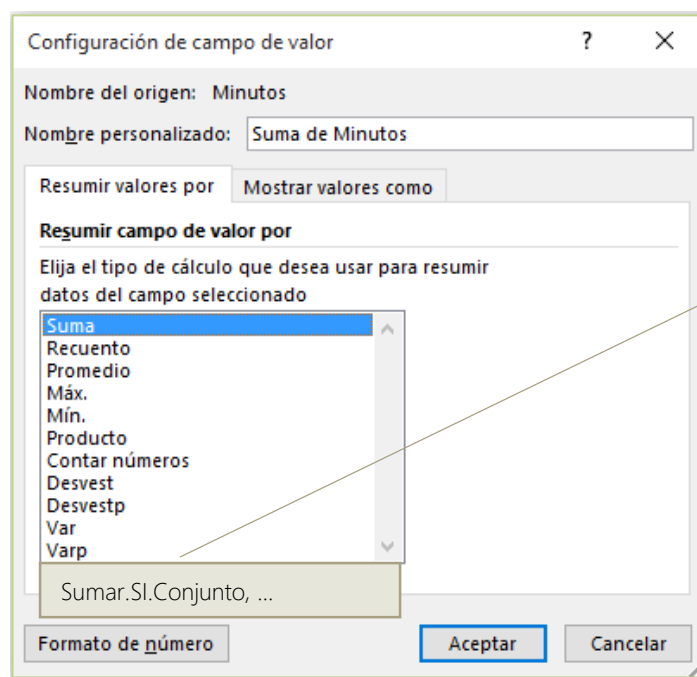 Configuración de campo de valor ?
Nombre del origen: Minutos
Nombre personalizado: Suma de Minutos
Resumir valores por Mostrar valores como
Resumir campo de valor por
Elija el tipo de cálculo que desea usar para resumir
datos del campo seleccionado
Suma
Recuento
Promedio
Máx.
Mín.
Producto
Contar números
Desvest
Desvestp
Var
Varp
Sumar.SI.Conjunto, ...
Formato de número Aceptar Cancelar